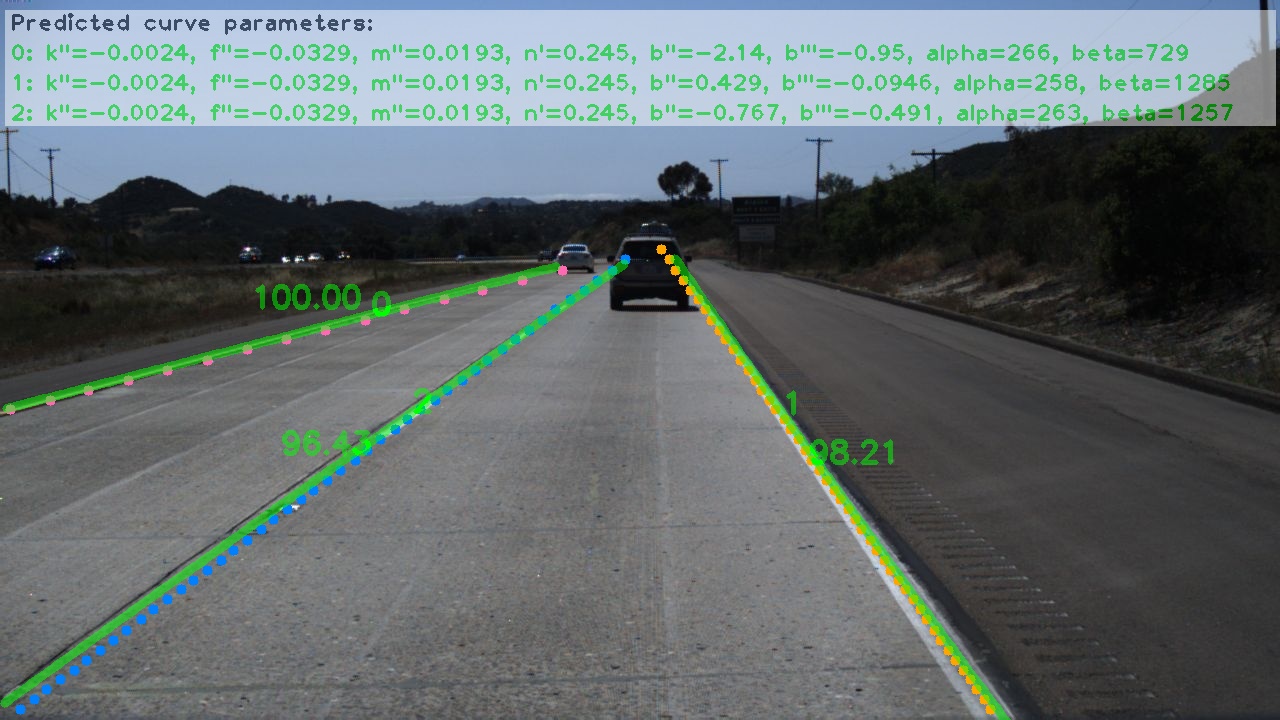 Predicted curve parameters:
0: k''=-0.0024, f''=-0.0329, m''=0.0193, n'=0.245, b''=-2.14, b'''=-0.95, alpha=266, beta=729
1: k''=-0.0024, f''=-0.0329, m''=0.0193, n'=0.245, b''=0.429, b'''=-0.0946, alpha=258, beta=1285
2: k''=-0.0024, f''=-0.0329, m''=0.0193, n'=0.245, b''=-0.767, b'''=-0.491, alpha=263, beta=1257
100.00 0
2 1
96.43 98.21